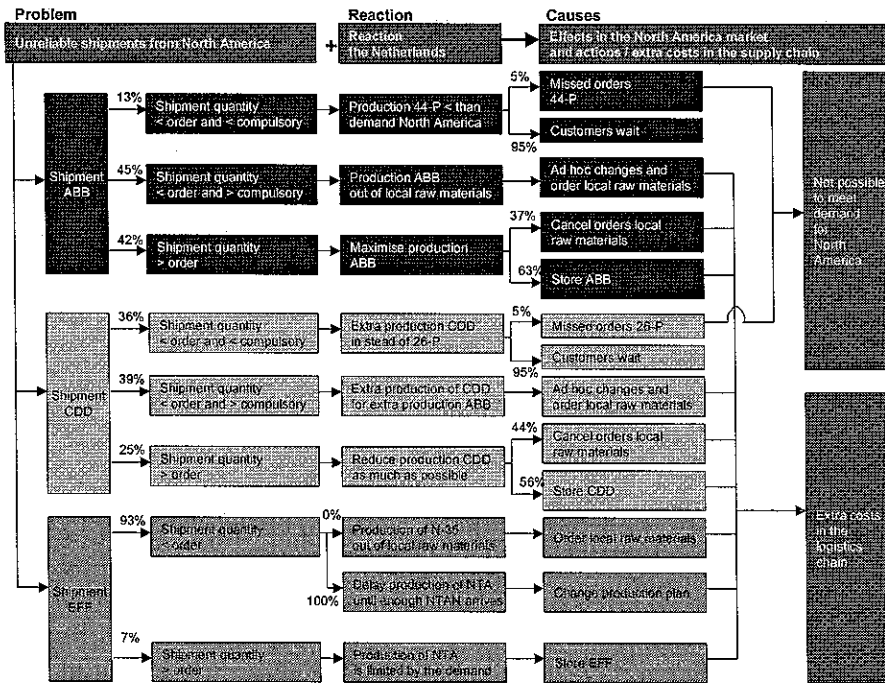 Problem
Reaction
Causes
Unreliable shipments from North America
+
Reaction
the Netherlands
Effects in the North America market
and actions / extra costs in the supply chain
Shipment
ABB
13%
Shipment quantity
< order and < compulsory
Production 44-P < than
demand North America
5%
Missed orders
44-P
95%
Customers wait
45%
Shipment quantity
< order and > compulsory
Production ABB
out of local raw materials
Ad hoc changes and
order local raw materials
42%
Shipment quantity
> order
Maximise production
ABB
37%
Cancel orders local
raw materials
63%
Store ABB
Not possible
to meet
demand
for
North
America
Shipment
CDD
36%
Shipment quantity
< order and < compulsory
Extra production CDD
in stead of 26-P
5%
Missed orders 26-P
95%
Customers wait
39%
Shipment quantity
< order and > compulsory
Extra production of CDD
for extra production ABB
Ad hoc changes and
order local raw materials
25%
Shipment quantity
> order
Reduce production CDD
as much as possible
44%
Cancel orders local
raw materials
56%
Store CDD
Shipment
EFF
93%
Shipment quantity
< order
0%
Production of N-35
out of local raw materials
Order local raw materials
100%
Delay production of NTA
until enough NTAN arrives
Change production plan
7%
Shipment quantity
> order
Production of NTA
is limited by the demand
Store EFF
Extra costs
in the
logistics
chain